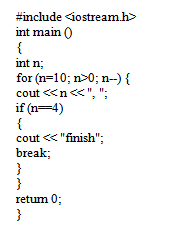 #include <iostream.h>
int main ()
{
int n;
for (n=10; n>0; n--) {
cout << n << ", ";
if (n==4)
{
cout << "finish";
break;
}
}
return 0;
}